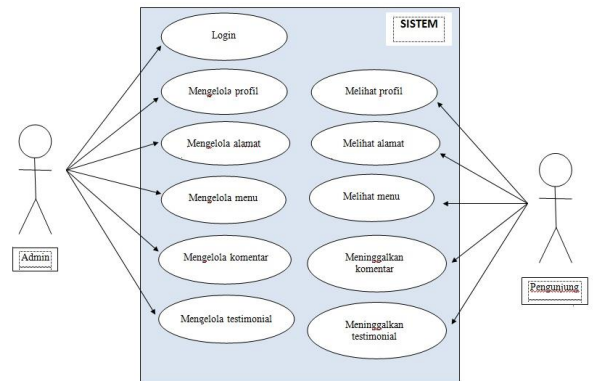 SISTEM
Login
Mengelola profil
Melihat profil
Mengelola alamat
Melihat alamat
Mengelola menu
Melihat menu
Mengelola komentar
Meninggalkan
komentar
Mengelola testimonial
Meninggalkan
testimonial
Admin
Pengunjung